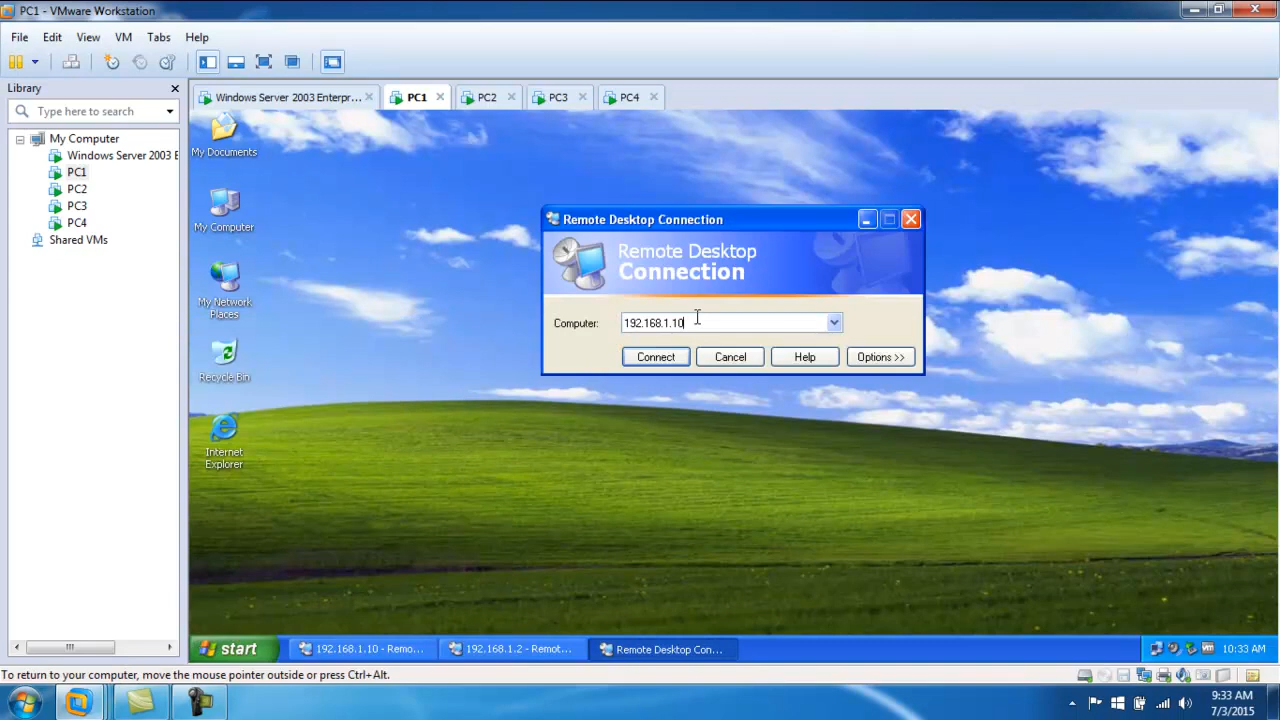 PC1 - VMware Workstation
File Edit View VM Tabs Help
Library
Type here to search
My Computer
Windows Server 2003 E
PC1
PC2
PC3
PC4
Shared VMs
Windows Server 2003 Enterpr... PC1 PC2 PC3 PC4
My Documents
My Computer
My Network
Places
Recycle Bin
Internet
Explorer
Remote Desktop Connection
Remote Desktop
Connection
Computer: 192.168.1.10
Connect Cancel Help Options >>
start 192.168.1.10 - Remo... 192.168.1.2 - Remot... Remote Desktop Con... 10:33 AM
To return to your computer, move the mouse pointer outside or press Ctrl+Alt.
9:33 AM
7/3/2015